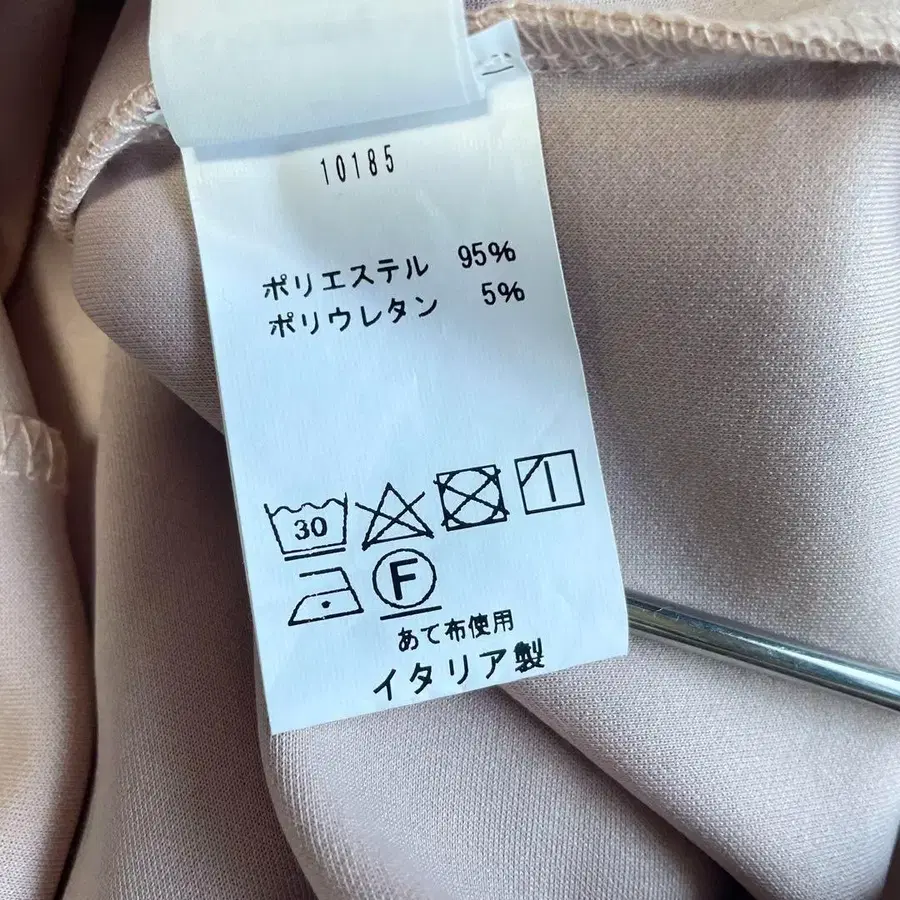 10185
ポリエステル 95%
ポリウレタン 5%
30
F
あて布使用
イタリア製